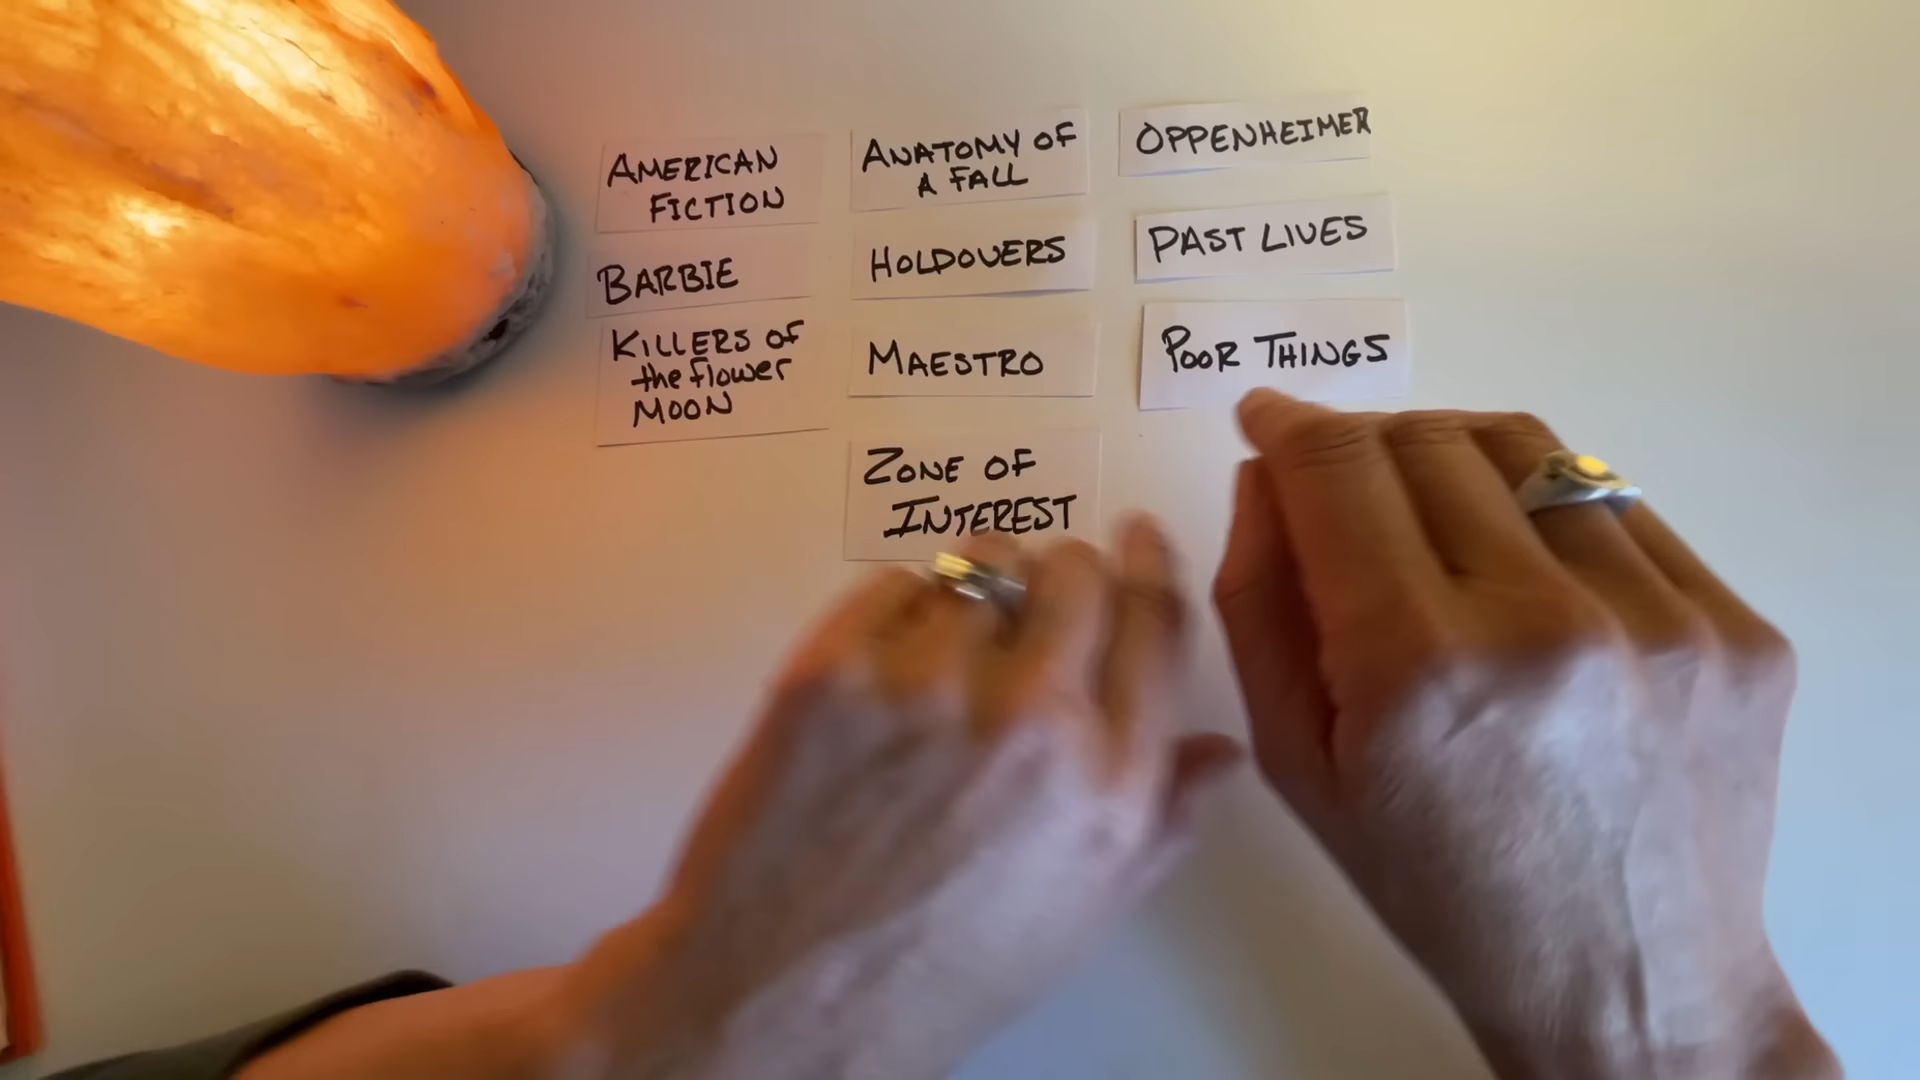 AMERICAN
FICTION
BARBIE
KILLERS OF
the flower
MOON
ANATOMY OF
A FALL
HOLDOVERS
MAESTRO
ZONE OF
INTEREST
OPPENHEIMER
PAST LIVES
POOR THINGS